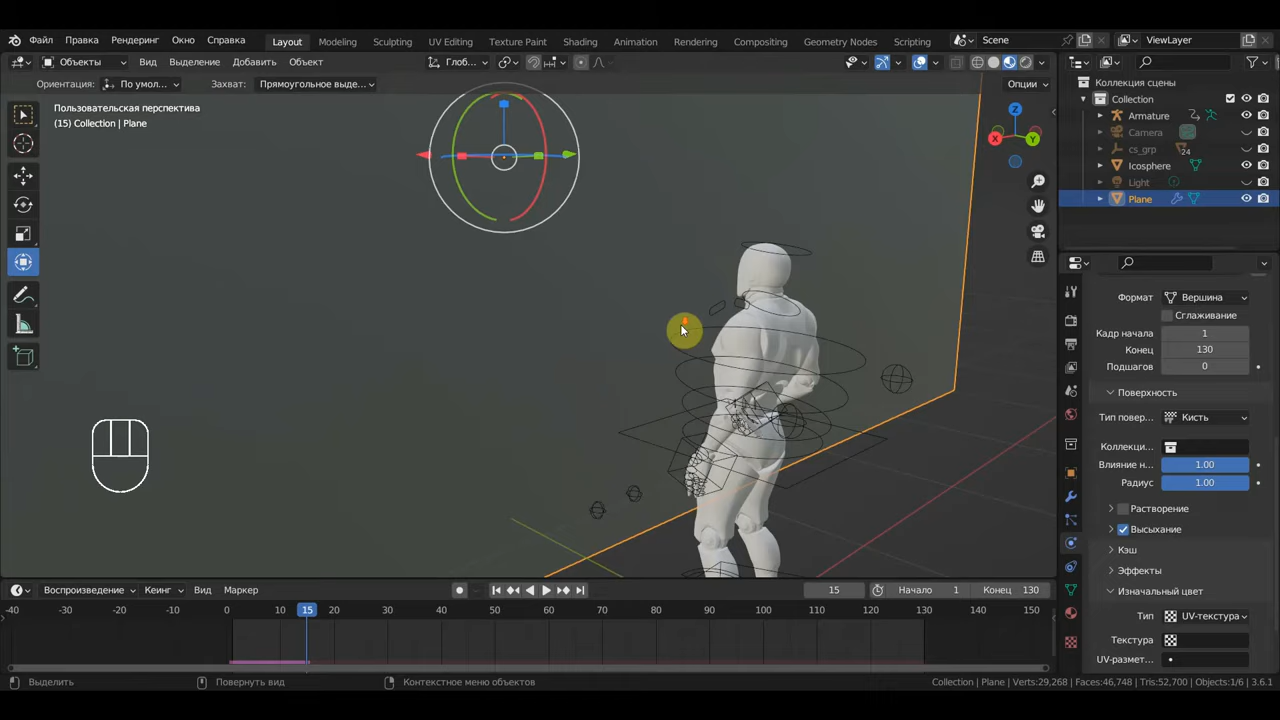 Файл Правка Рендеринг Окно Справка Layout Modeling Sculpting UV Editing Texture Paint Shading Animation Rendering Compositing Geometry Nodes Scripting Scene ViewLayer
Объекты Вид Выделение Добавить Объект Глоб...
Ориентация: По умол... Захват: Прямоугольное выде... Опции
Пользовательская перспектива
(15) Collection | Plane
X Y Z
Коллекция сцены
Collection
Armature
Camera
cs_grp 24
Icosphere
Light
Plane
Формат Вершина
Сглаживание
Кадр начала 1
Конец 130
Подшагов 0
Поверхность
Тип повер... Кисть
Коллекци...
Влияние н... 1.00
Радиус 1.00
Растворение
Высыхание
Кэш
Эффекты
Изначальный цвет
Тип UV-текстура
Текстура
UV-размет...
Воспроизведение Кеинг Вид Маркер 15 Начало 1 Конец 130
-40 -30 -20 -10 0 10 15 20 30 40 50 60 70 80 90 100 110 120 130 140 150
Выделить Повернуть вид Контекстное меню объектов Collection | Plane | Verts:29,268 | Faces:46,748 | Tris:52,700 | Objects:1/6 | 3.6.1